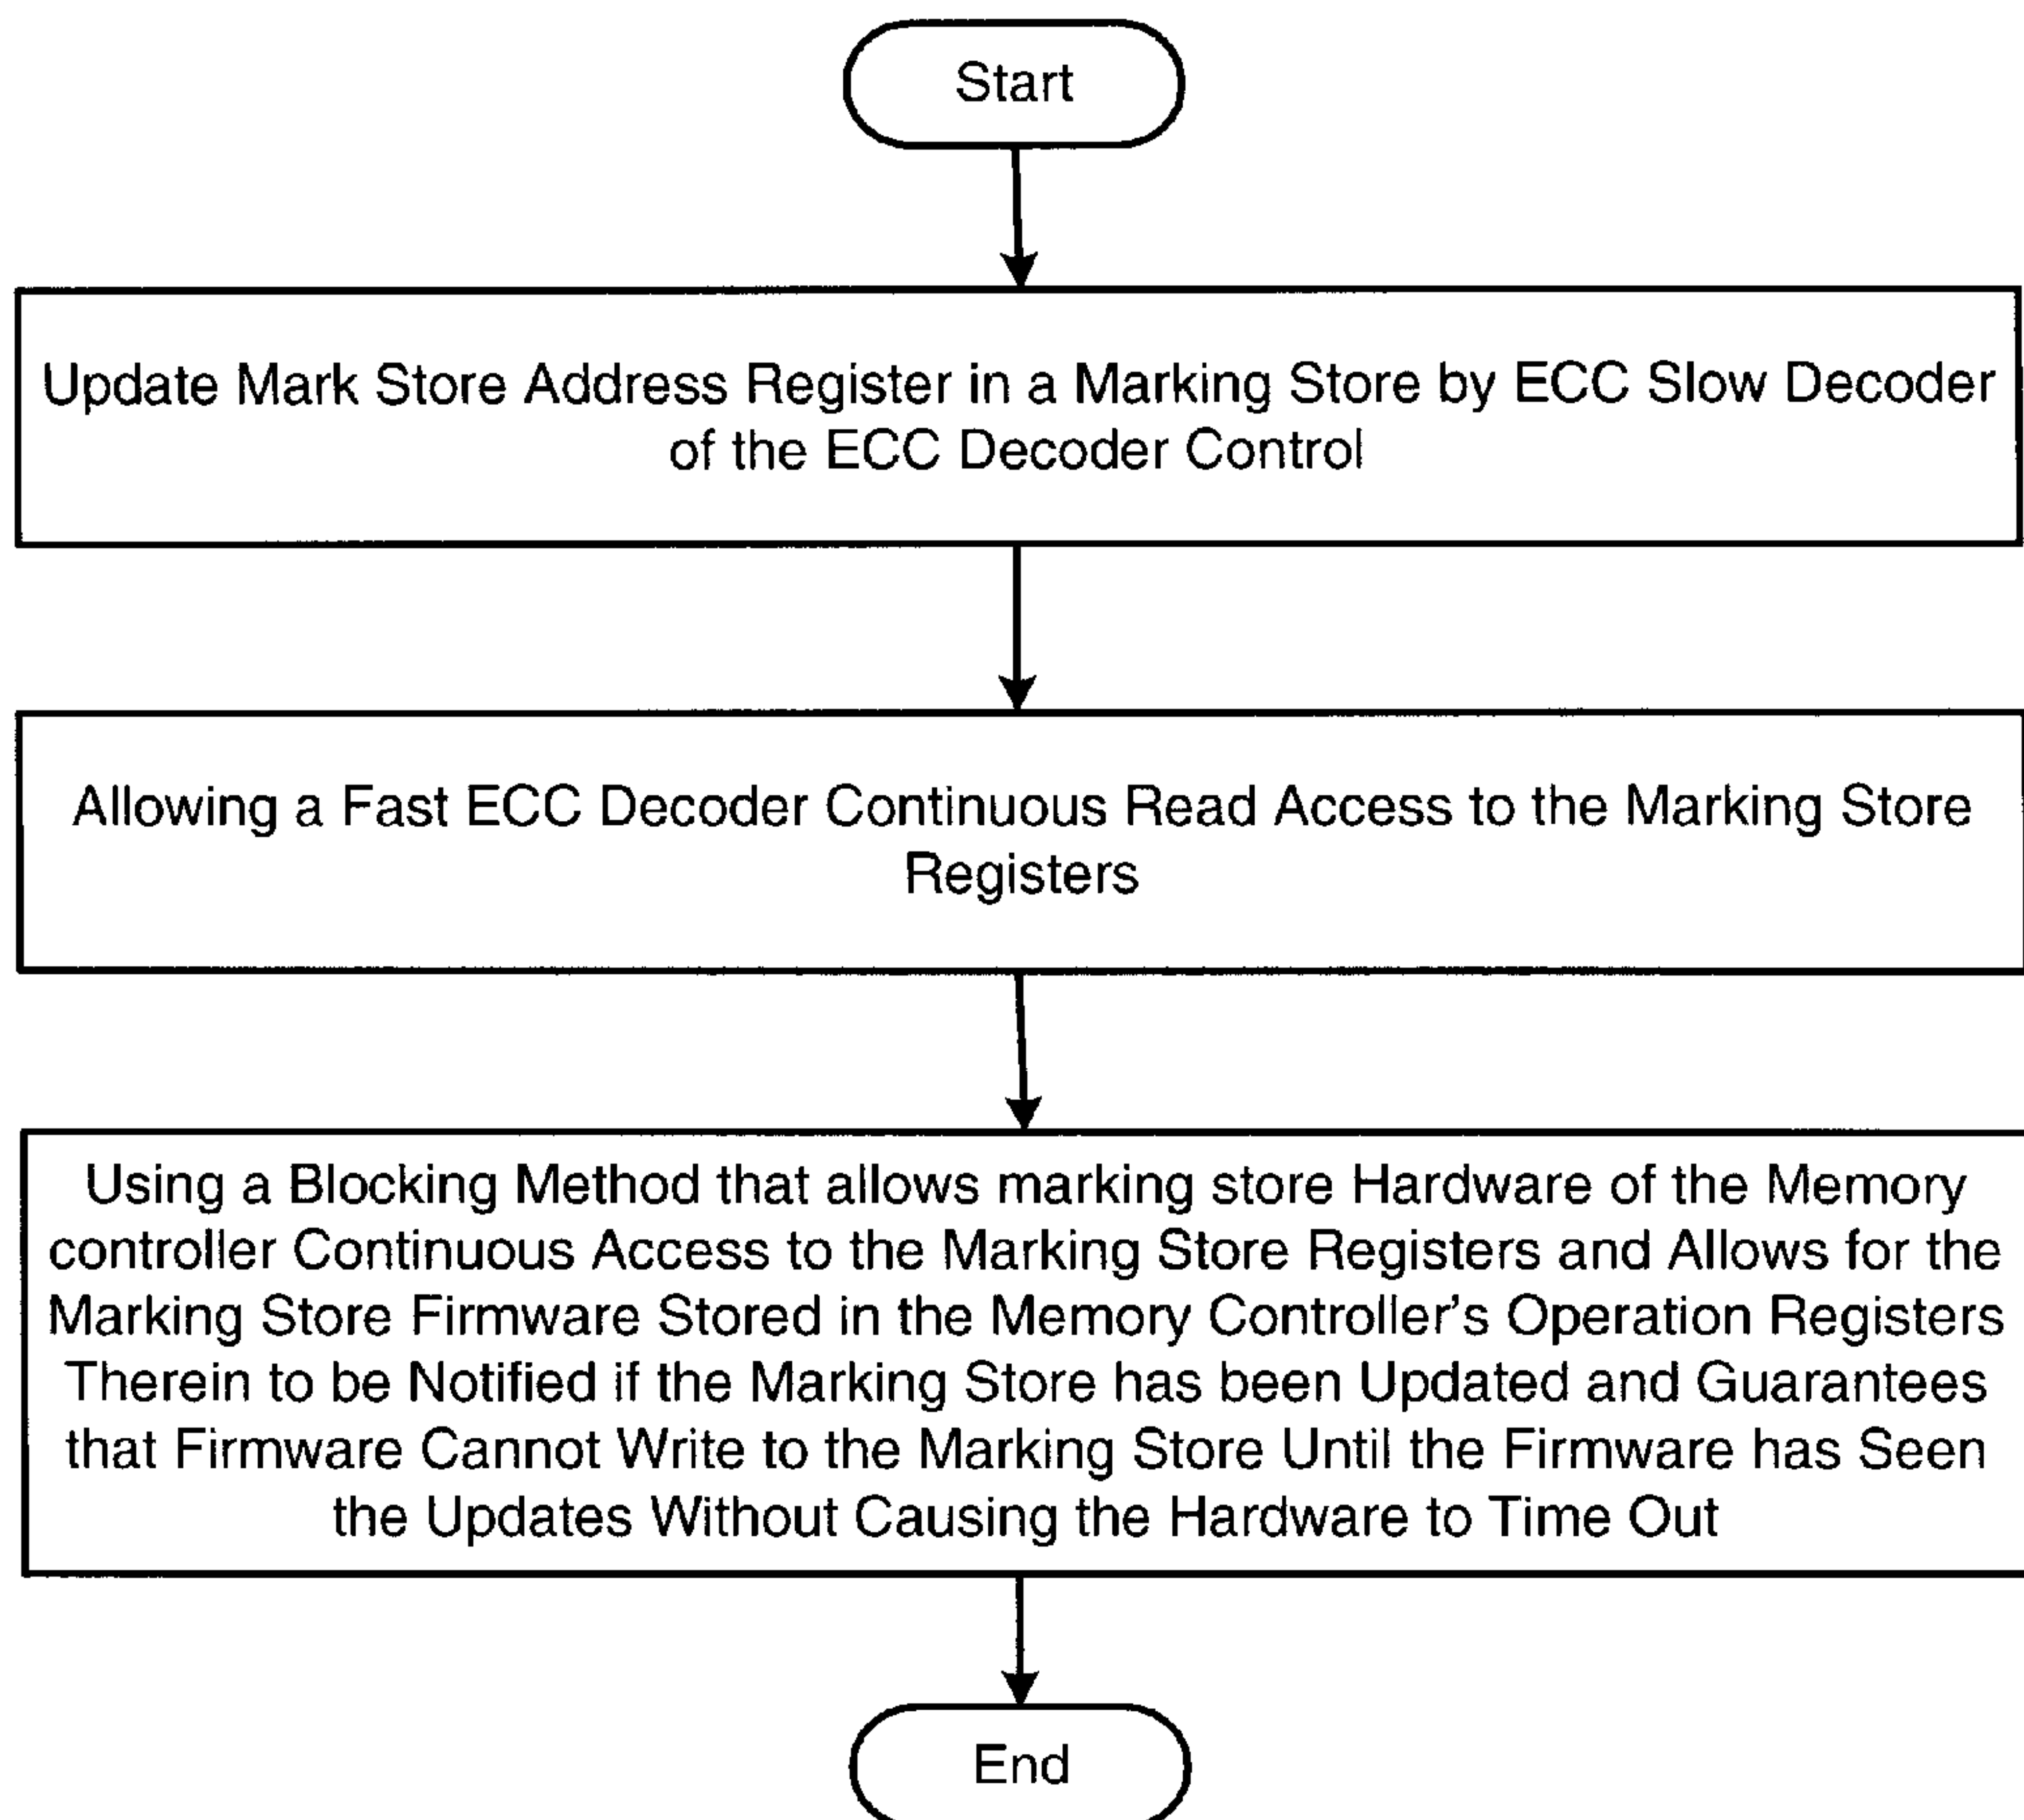 Start
Update Mark Store Address Register in a Marking Store by ECC Slow Decoder
of the ECC Decoder Control
Allowing a Fast ECC Decoder Continuous Read Access to the Marking Store
Registers
Using a Blocking Method that allows marking store Hardware of the Memory
controller Continuous Access to the Marking Store Registers and Allows for the
Marking Store Firmware Stored in the Memory Controller's Operation Registers
Therein to be Notified if the Marking Store has been Updated and Guarantees
that Firmware Cannot Write to the Marking Store Until the Firmware has Seen
the Updates Without Causing the Hardware to Time Out
End